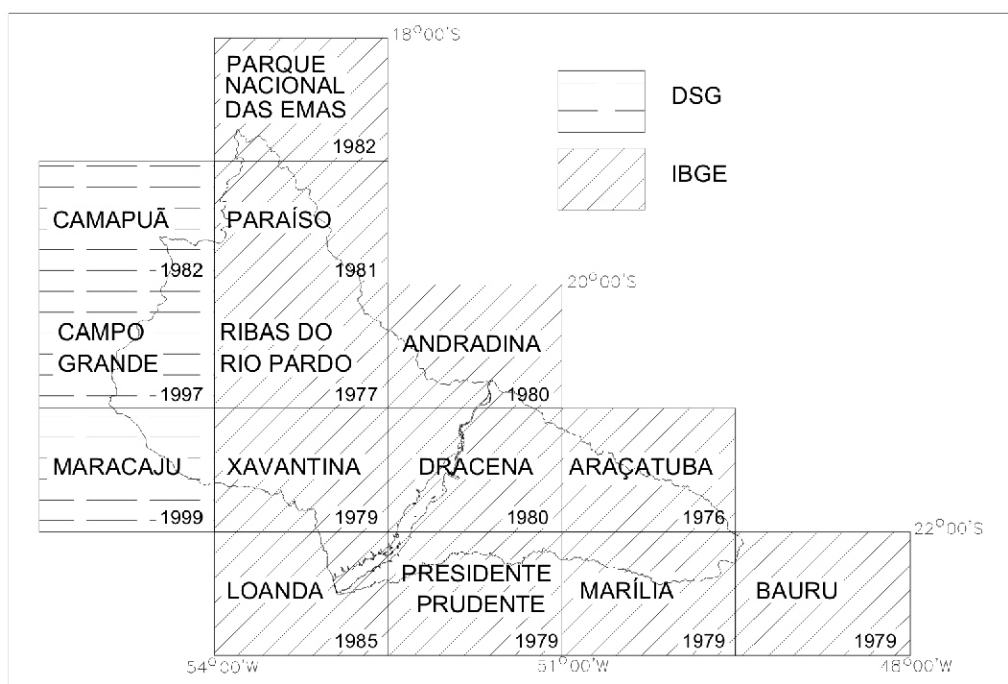 18°00'S
PARQUE
NACIONAL
DAS EMAS
1982
DSG
IBGE
CAMAPUÃ
1982
PARAÍSO
1981
20°00'S
CAMPO
GRANDE
1997
RIBAS DO
RIO PARDO
1977
ANDRADINA
1980
MARACAJU
1999
XAVANTINA
1979
DRACENA
1980
ARAÇATUBA
1976
22°00'S
LOANDA
1985
PRESIDENTE
PRUDENTE
1979
MARÍLIA
1979
BAURU
1979
54°00'W
51°00'W
48°00'W